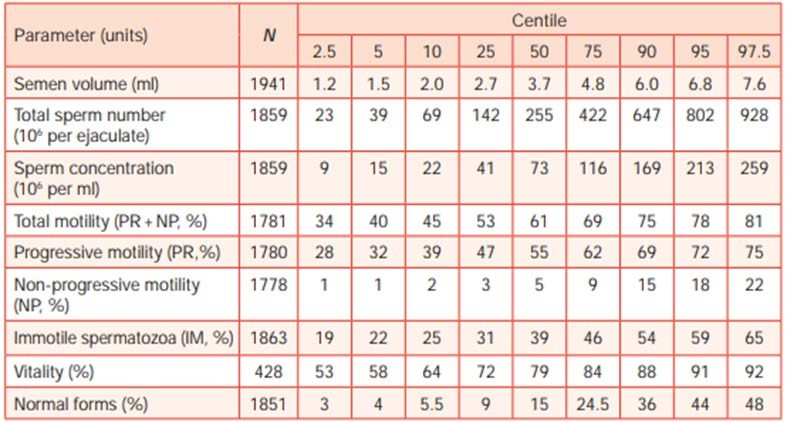 Parameter (units) N Centile
2.5 5 10 25 50 75 90 95 97.5
Semen volume (ml) 1941 1.2 1.5 2.0 2.7 3.7 4.8 6.0 6.8 7.6
Total sperm number 1859 23 39 69 142 255 422 647 802 928
(10⁶ per ejaculate)
Sperm concentration 1859 9 15 22 41 73 116 169 213 259
(10⁶ per ml)
Total motility (PR + NP, %) 1781 34 40 45 53 61 69 75 78 81
Progressive motility (PR,%) 1780 28 32 39 47 55 62 69 72 75
Non-progressive motility 1778 1 1 2 3 5 9 15 18 22
(NP, %)
Immotile spermatozoa (IM, %) 1863 19 22 25 31 39 46 54 59 65
Vitality (%) 428 53 58 64 72 79 84 88 91 92
Normal forms (%) 1851 3 4 5.5 9 15 24.5 36 44 48